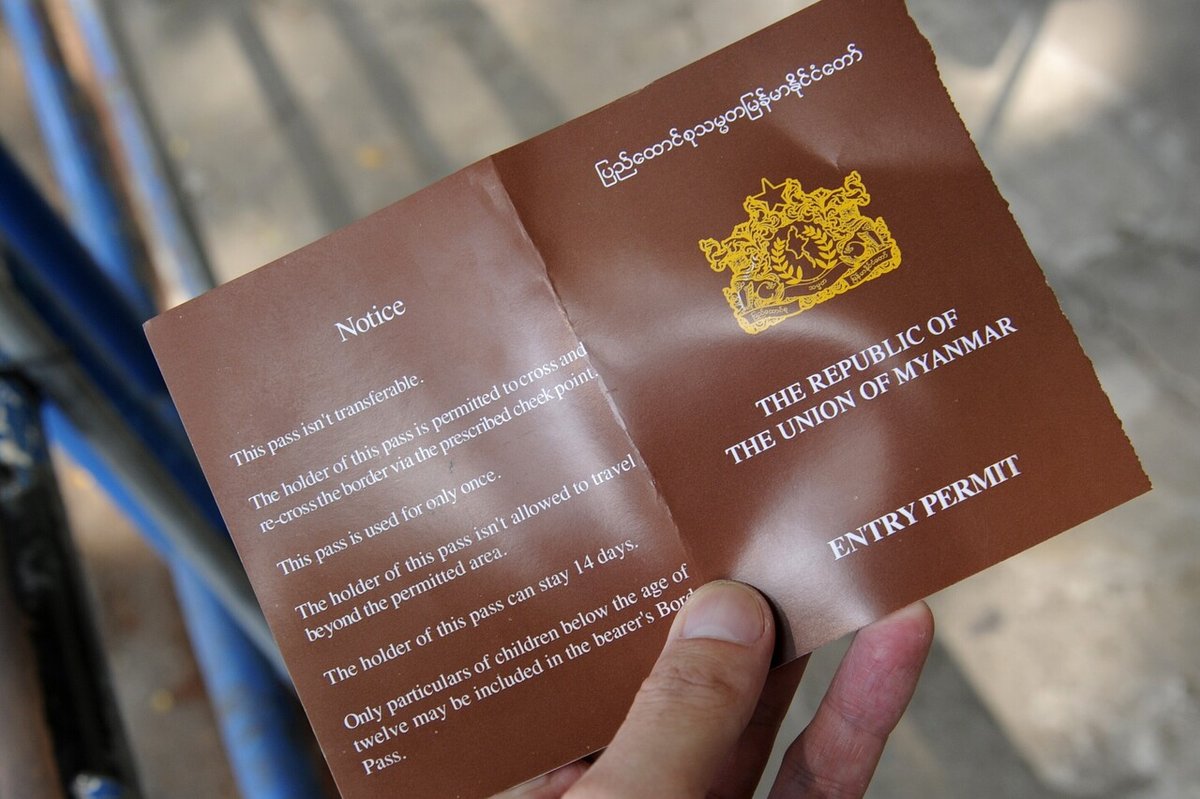 Notice
This pass isn't transferable.
The holder of this pass is permitted to cross and
re-cross the border via the prescribed cheek point.
This pass is used for only once.
The holder of this pass isn't allowed to travel
beyond the permitted area.
The holder of this pass can stay 14 days.
Only particulars of children below the age of
twelve may be included in the bearer's Bord
Pass.
ပြည်ထောင်စုသမ္မတမြန်မာနိုင်ငံတော်
THE REPUBLIC OF
THE UNION OF MYANMAR
ENTRY PERMIT